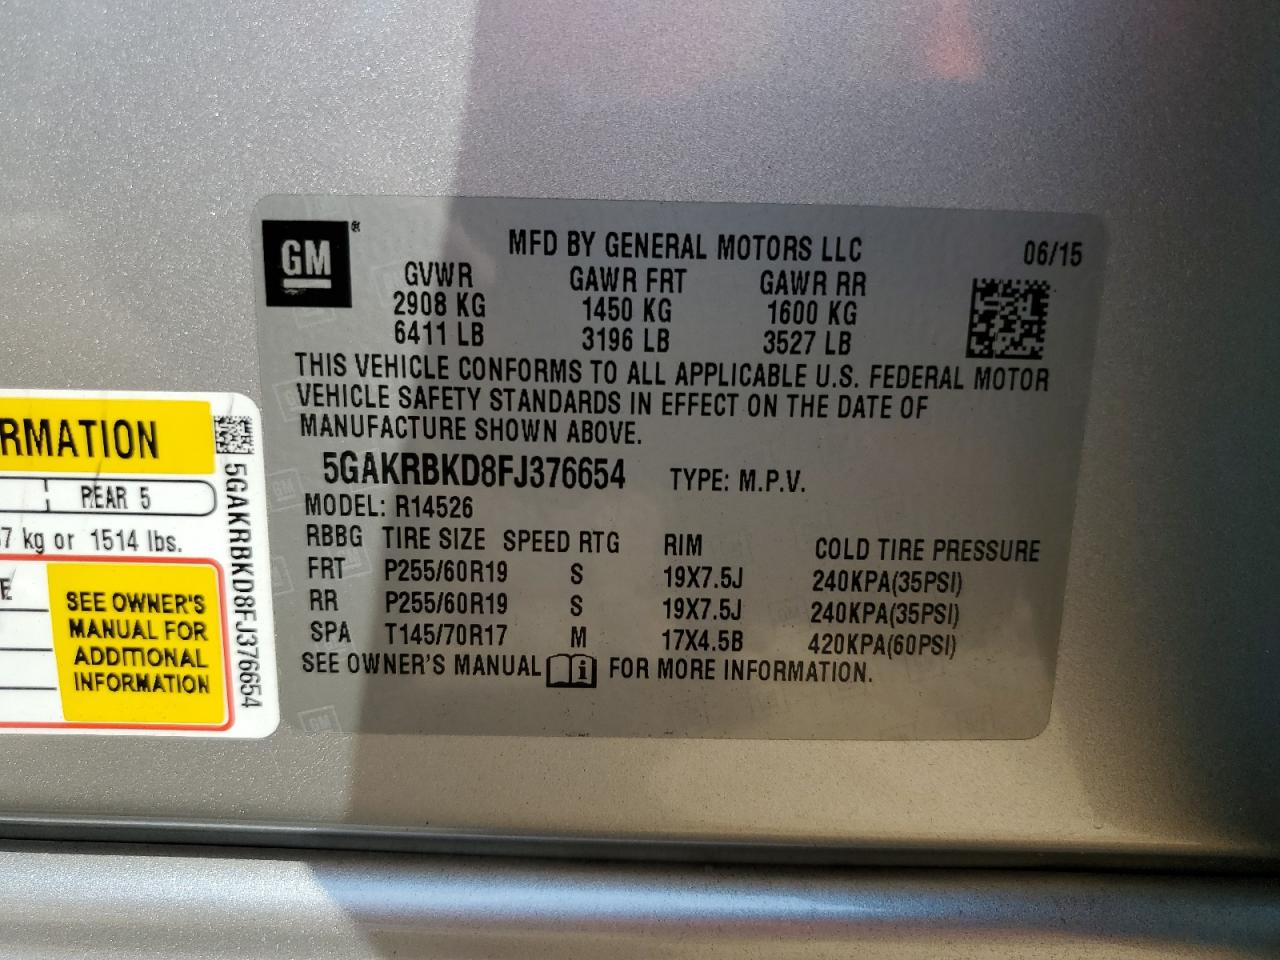 GM®
MFD BY GENERAL MOTORS LLC 06/15
GVWR GAWR FRT GAWR RR
2908 KG 1450 KG 1600 KG
6411 LB 3196 LB 3527 LB
THIS VEHICLE CONFORMS TO ALL APPLICABLE U.S. FEDERAL MOTOR
VEHICLE SAFETY STANDARDS IN EFFECT ON THE DATE OF
MANUFACTURE SHOWN ABOVE.
5GAKRBKD8FJ376654 TYPE: M.P.V.
MODEL: R14526
RBBG TIRE SIZE SPEED RTG RIM COLD TIRE PRESSURE
FRT P255/60R19 S 19X7.5J 240KPA(35PSI)
RR P255/60R19 S 19X7.5J 240KPA(35PSI)
SPA T145/70R17 M 17X4.5B 420KPA(60PSI)
SEE OWNER'S MANUAL FOR MORE INFORMATION.
RMATION
REAR 5
7 kg or 1514 lbs.
E
SEE OWNER'S
MANUAL FOR
ADDITIONAL
INFORMATION
5GAKRBKD8FJ376654